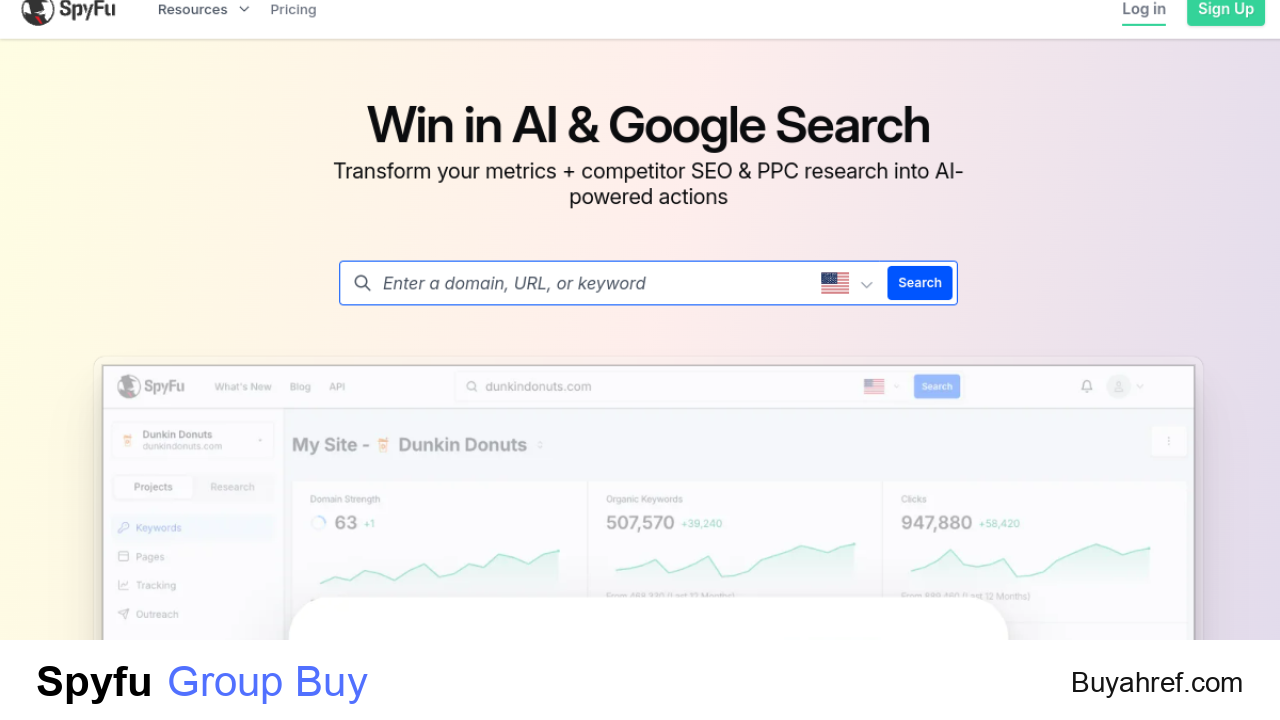 SpyFu
Resources
Pricing
Log in
Sign Up
Win in AI & Google Search
Transform your metrics + competitor SEO & PPC research into AI-
powered actions
Enter a domain, URL, or keyword
Search
SpyFu
What's New
Blog
API
dunkindonuts.com
Search
Dunkin Donuts
dunkindonuts.com
My Site - Dunkin Donuts
Projects
Research
Domain Strength
63 +1
Organic Keywords
507,570 +39,240
Clicks
947,880 +58,420
Keywords
Pages
Tracking
Outreach
Spyfu Group Buy
Buyahref.com